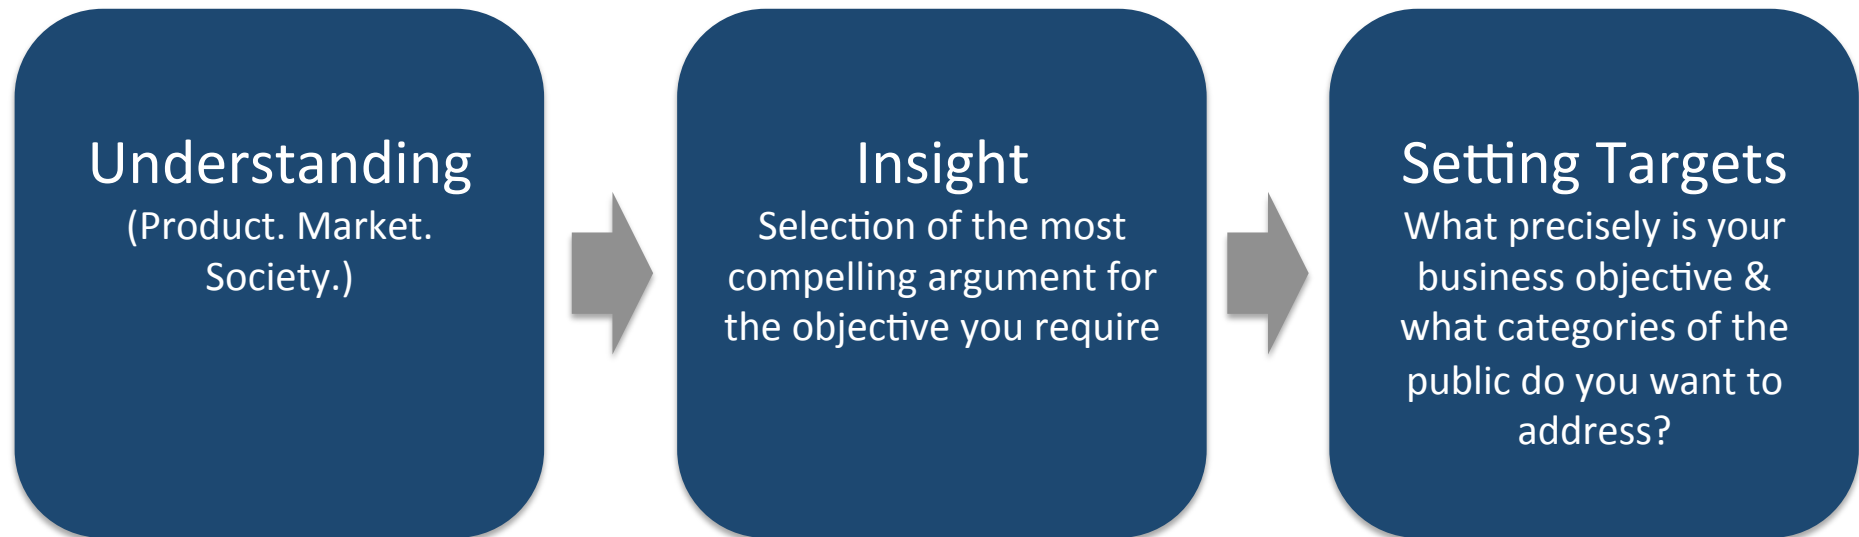 Understanding
(Product. Market.
Society.)
Insight
Selection of the most
compelling argument for
the objective you require
Setting Targets
What precisely is your
business objective &
what categories of the
public do you want to
address?